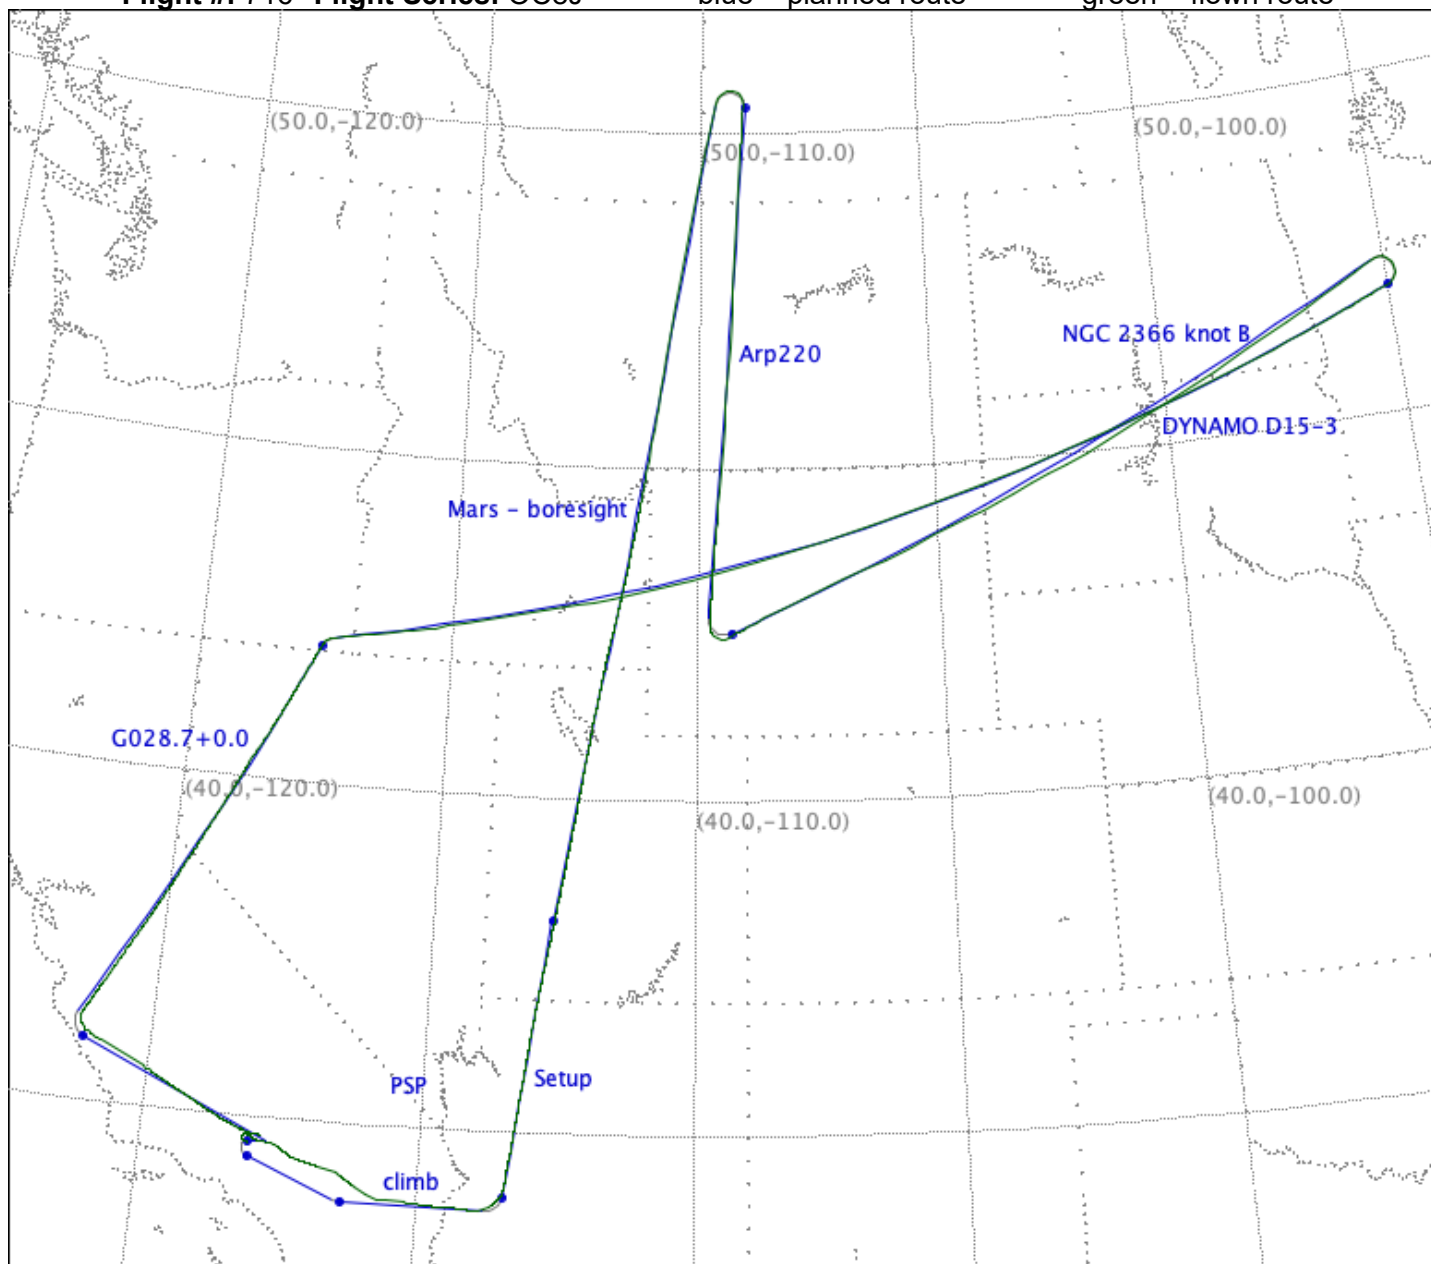 (50.0,-120.0)
(50.0,-110.0)
(50.0,-100.0)
NGC 2366 knot B
Arp220
DYNAMO D15-3
Mars - boresight
G028.7+0.0
(40.0,-120.0)
(40.0,-110.0)
(40.0,-100.0)
PSP
Setup
climb